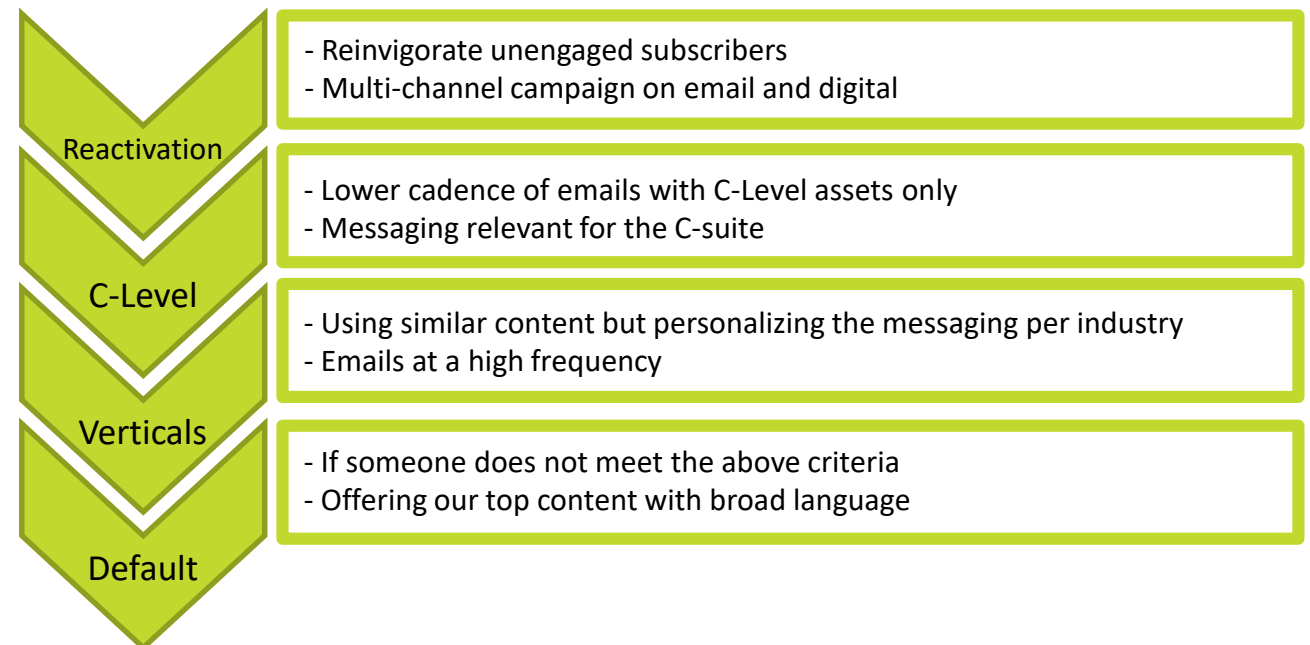 - Reinvigorate unengaged subscribers
- Multi-channel campaign on email and digital
Reactivation
- Lower cadence of emails with C-Level assets only
- Messaging relevant for the C-suite
C-Level
- Using similar content but personalizing the messaging per industry
- Emails at a high frequency
Verticals
- If someone does not meet the above criteria
- Offering our top content with broad language
Default